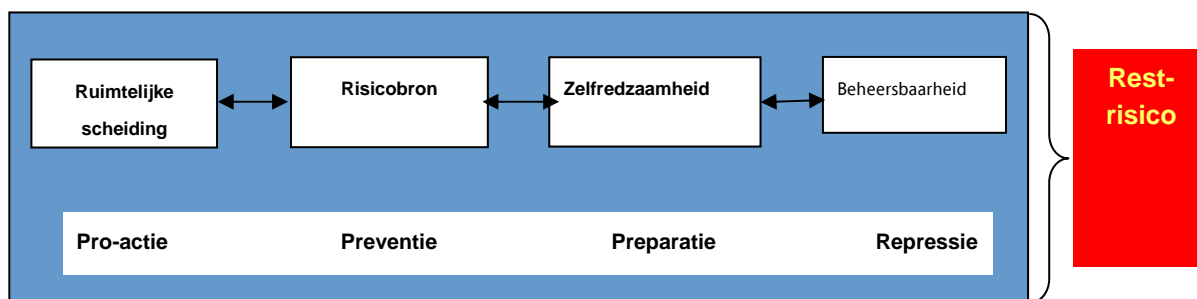 Ruimtelijke
scheiding
Risicobron
Zelfredzaamheid
Beheersbaarheid
Rest-
risico
Pro-actie
Preventie
Preparatie
Repressie